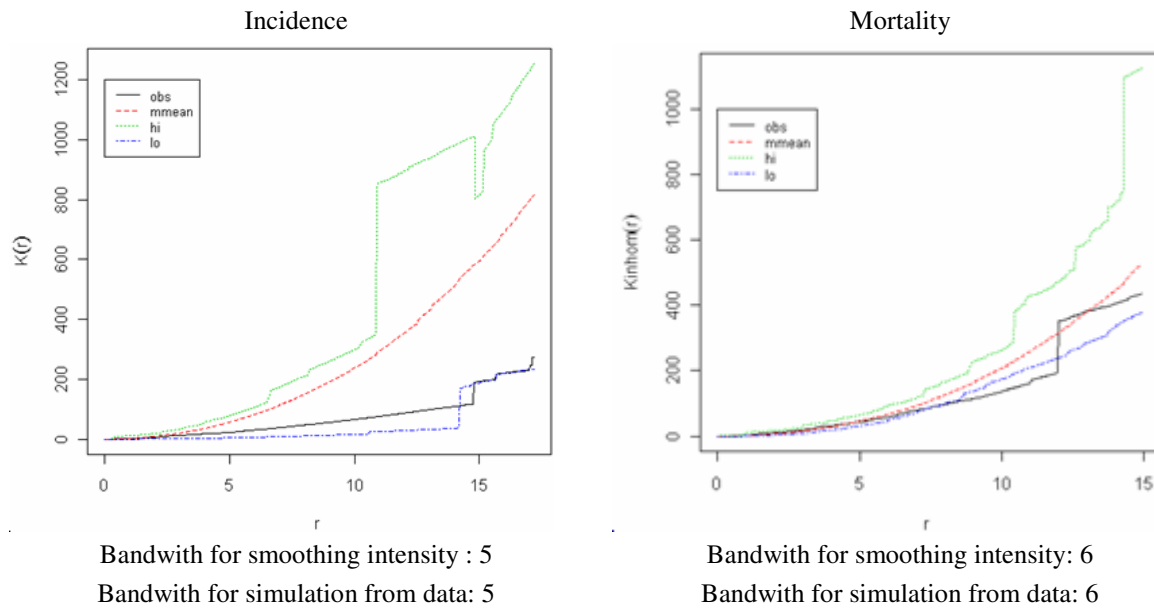 Incidence
Mortality
K(r)
1200
1000
800
600
400
200
0
obs
mmean
hi
lo
0 5 10 15
r
Kinhom(r)
1000
800
600
400
200
0
obs
mmean
hi
lo
0 5 10 15
r
Bandwith for smoothing intensity : 5
Bandwith for simulation from data: 5
Bandwith for smoothing intensity: 6
Bandwith for simulation from data: 6